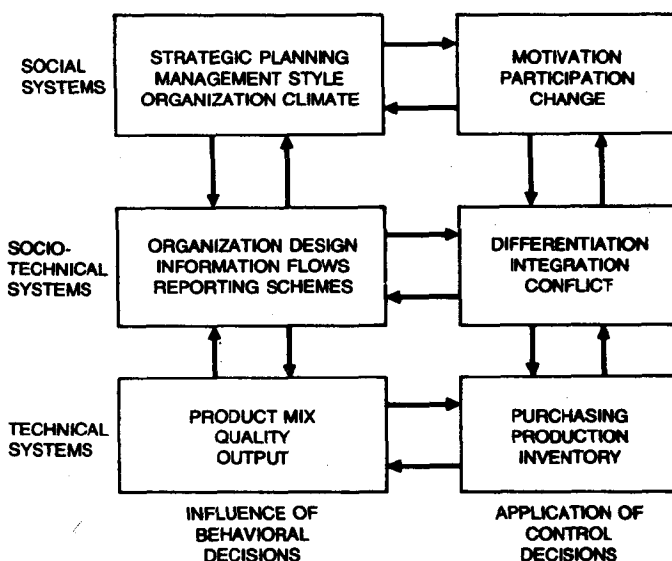 SOCIAL
SYSTEMS
STRATEGIC PLANNING
MANAGEMENT STYLE
ORGANIZATION CLIMATE
MOTIVATION
PARTICIPATION
CHANGE
SOCIO-
TECHNICAL
SYSTEMS
ORGANIZATION DESIGN
INFORMATION FLOWS
REPORTING SCHEMES
DIFFERENTIATION
INTEGRATION
CONFLICT
TECHNICAL
SYSTEMS
PRODUCT MIX
QUALITY
OUTPUT
PURCHASING
PRODUCTION
INVENTORY
INFLUENCE OF
BEHAVIORAL
DECISIONS
APPLICATION OF
CONTROL
DECISIONS